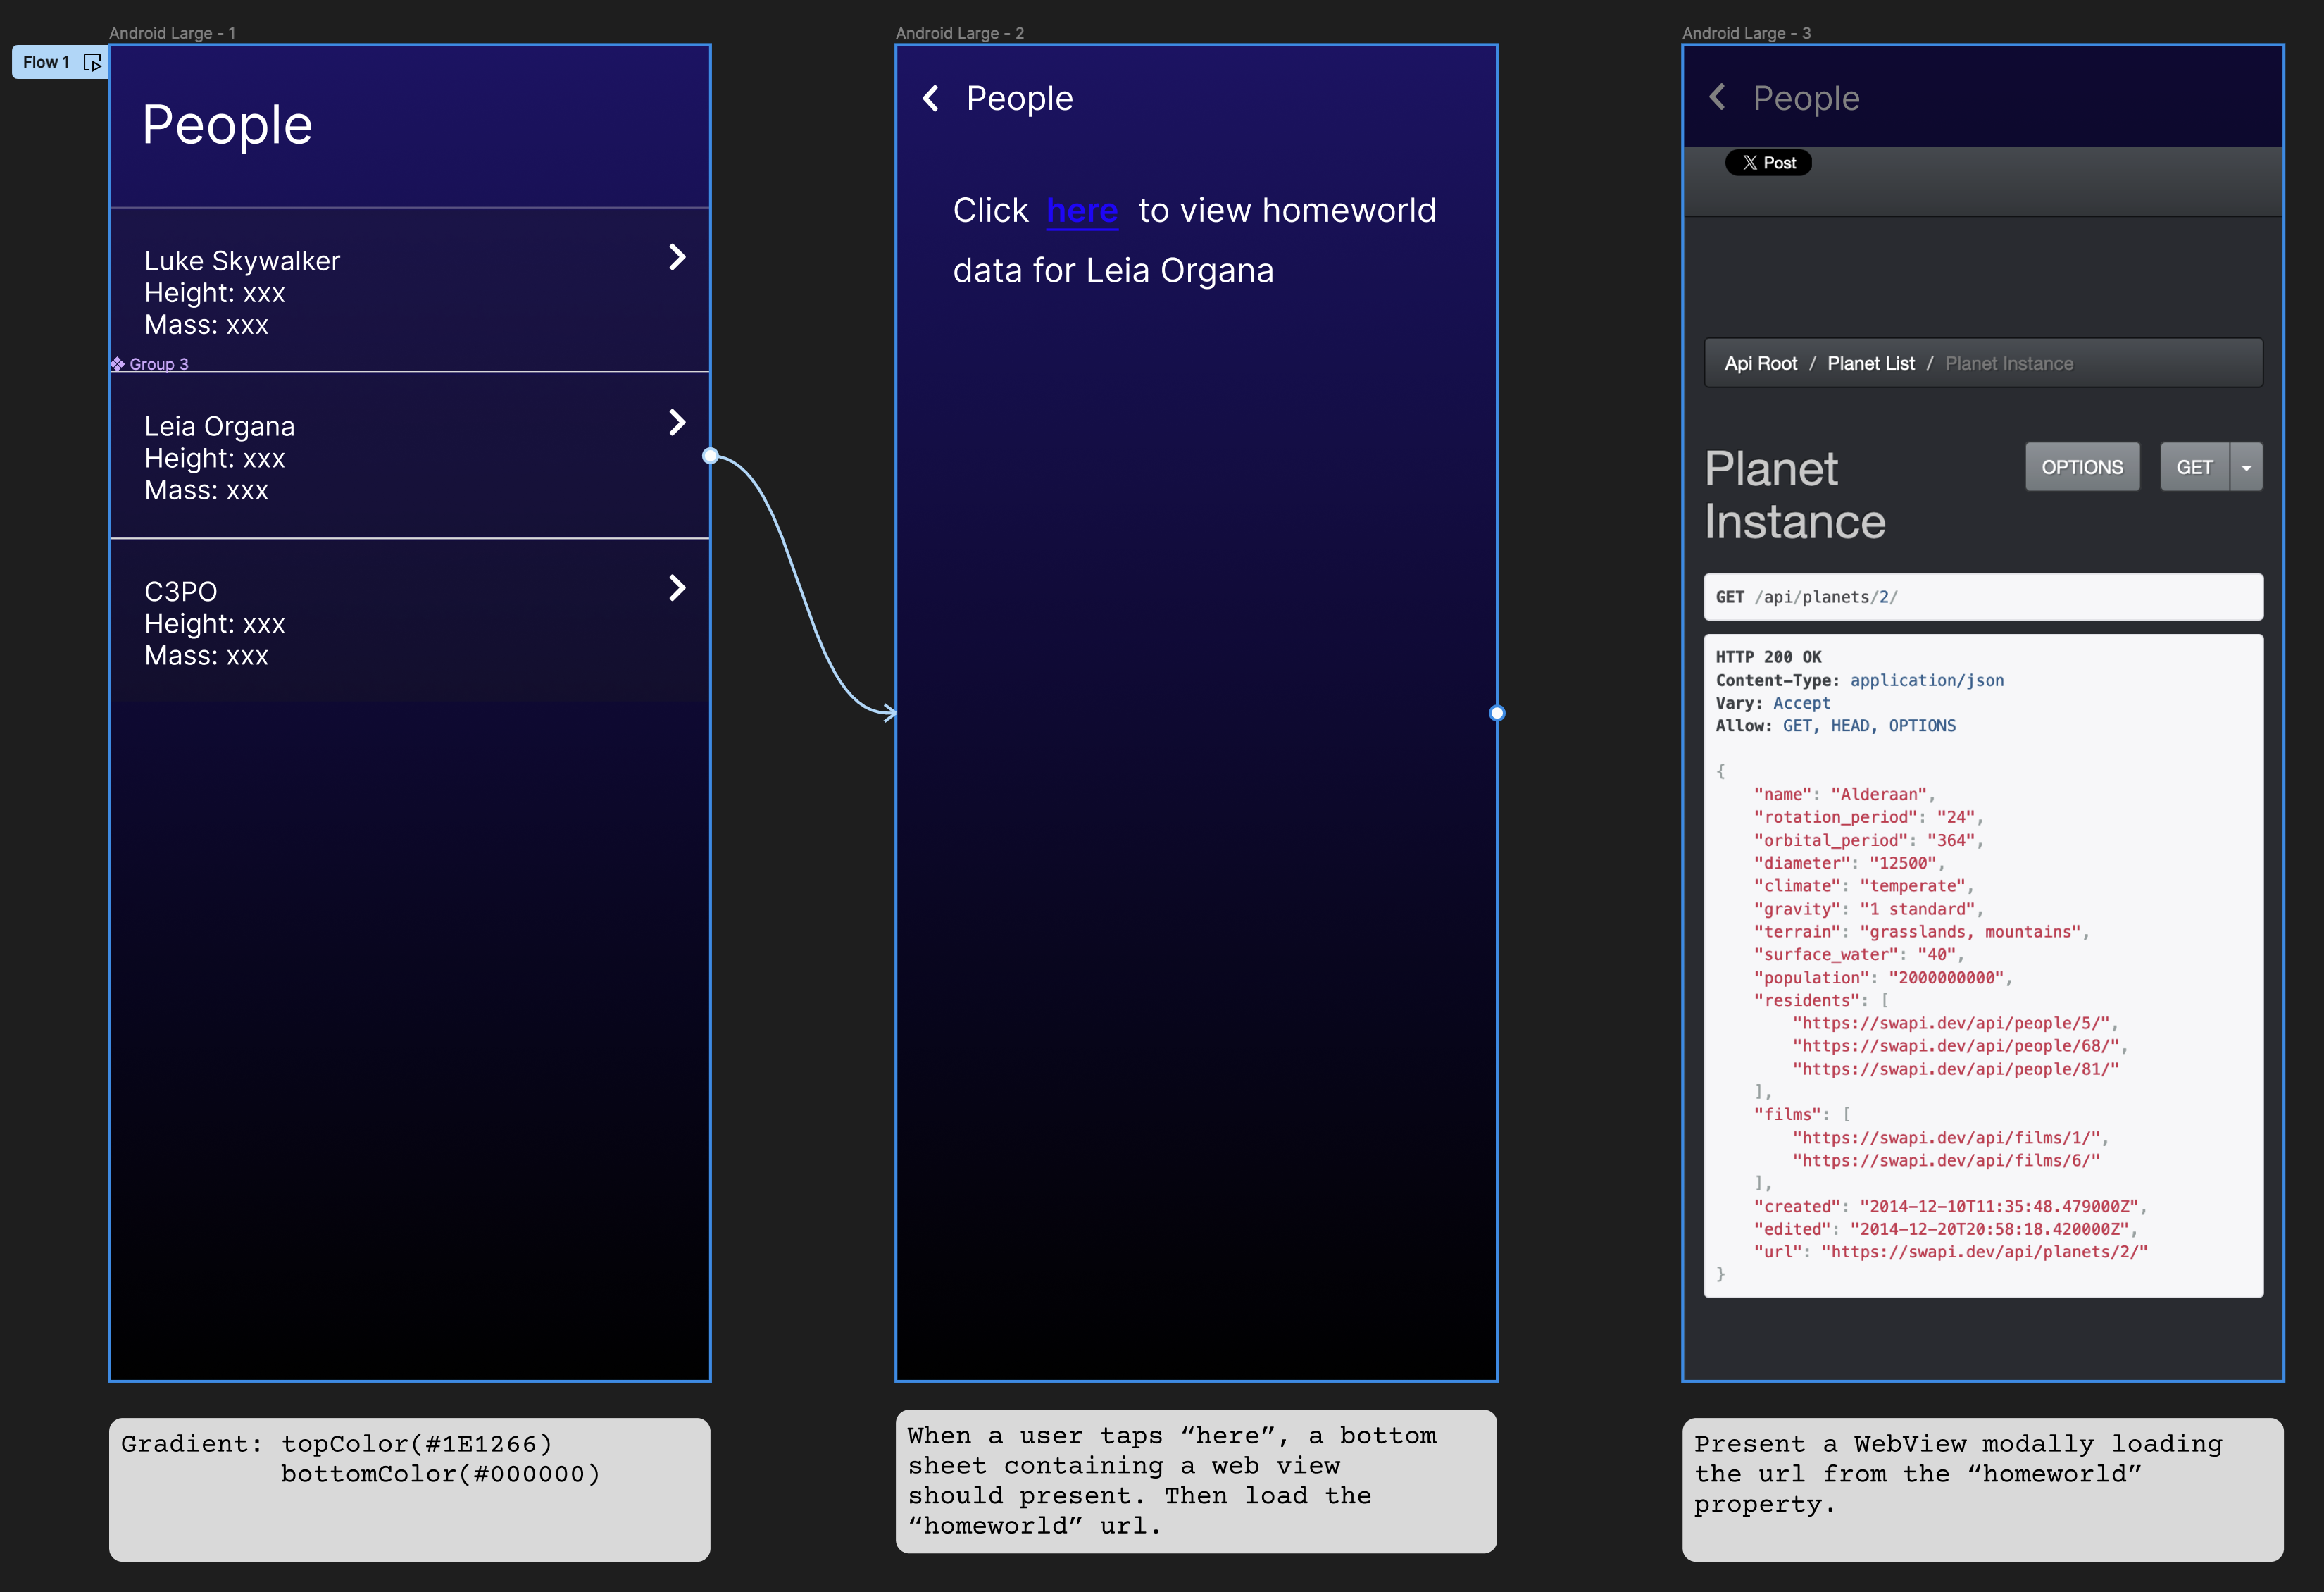 Android Large - 1
Flow 1
People
Luke Skywalker
Height: xxx
Mass: xxx
Group 3
Leia Organa
Height: xxx
Mass: xxx
C3PO
Height: xxx
Mass: xxx
Gradient: topColor(#1E1266)
bottomColor(#000000)
Android Large - 2
People
Click here to view homeworld
data for Leia Organa
When a user taps “here”, a bottom
sheet containing a web view
should present. Then load the
“homeworld” url.
Android Large - 3
People
X Post
Api Root / Planet List / Planet Instance
Planet
Instance
OPTIONS
GET
GET /api/planets/2/
HTTP 200 OK
Content-Type: application/json
Vary: Accept
Allow: GET, HEAD, OPTIONS
{
"name": "Alderaan",
"rotation_period": "24",
"orbital_period": "364",
"diameter": "12500",
"climate": "temperate",
"gravity": "1 standard",
"terrain": "grasslands, mountains",
"surface_water": "40",
"population": "2000000000",
"residents": [
"https://swapi.dev/api/people/5/",
"https://swapi.dev/api/people/68/",
"https://swapi.dev/api/people/81/"
],
"films": [
"https://swapi.dev/api/films/1/",
"https://swapi.dev/api/films/6/"
],
"created": "2014-12-10T11:35:48.479000Z",
"edited": "2014-12-20T20:58:18.420000Z",
"url": "https://swapi.dev/api/planets/2/"
}
Present a WebView modally loading
the url from the “homeworld”
property.